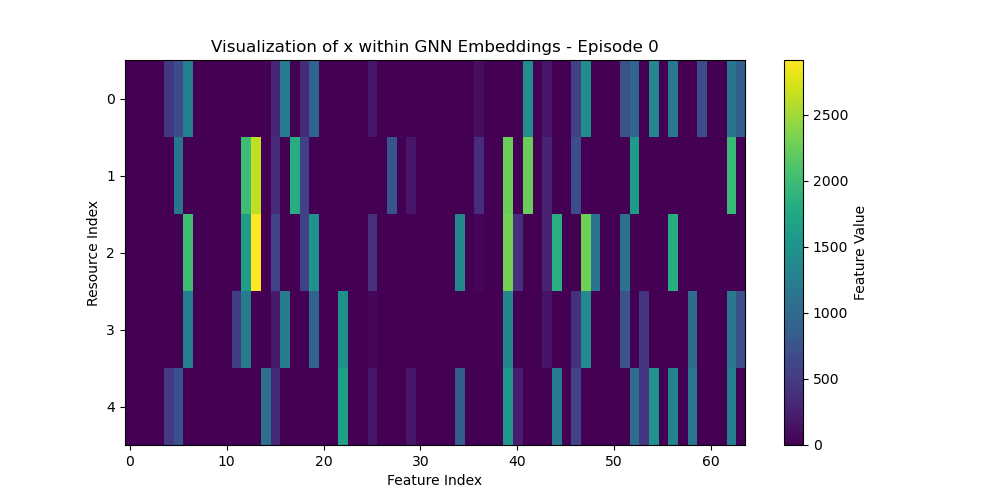 Visualization of x within GNN Embeddings - Episode 0
Resource Index
0
1
2
3
4
0 10 20 30 40 50 60
Feature Index
2500
2000
1500
1000
500
0
Feature Value